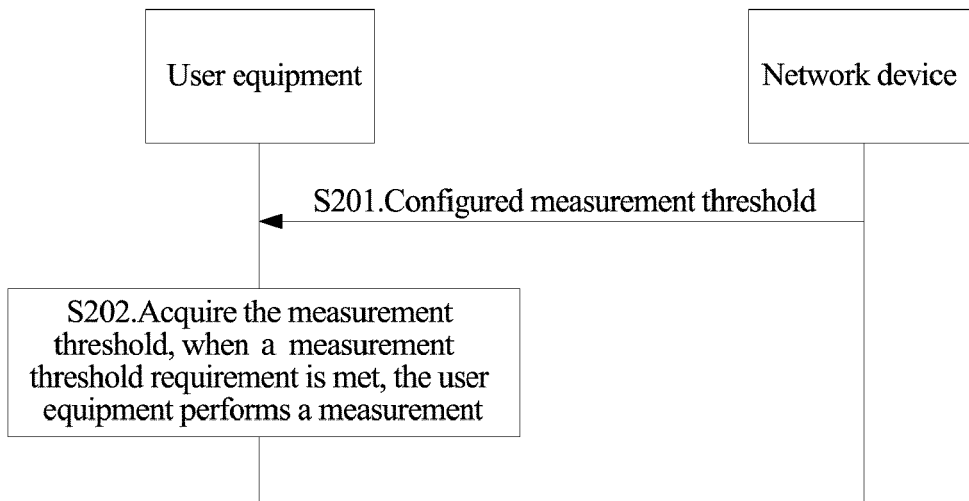 User equipment
Network device
S201.Configured measurement threshold
S202.Acquire the measurement
threshold, when a measurement
threshold requirement is met, the user
equipment performs a measurement